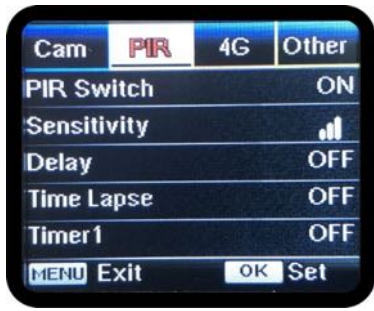 Cam PIR 4G Other
PIR Switch ON
Sensitivity
Delay OFF
Time Lapse OFF
Timer1 OFF
MENU Exit OK Set